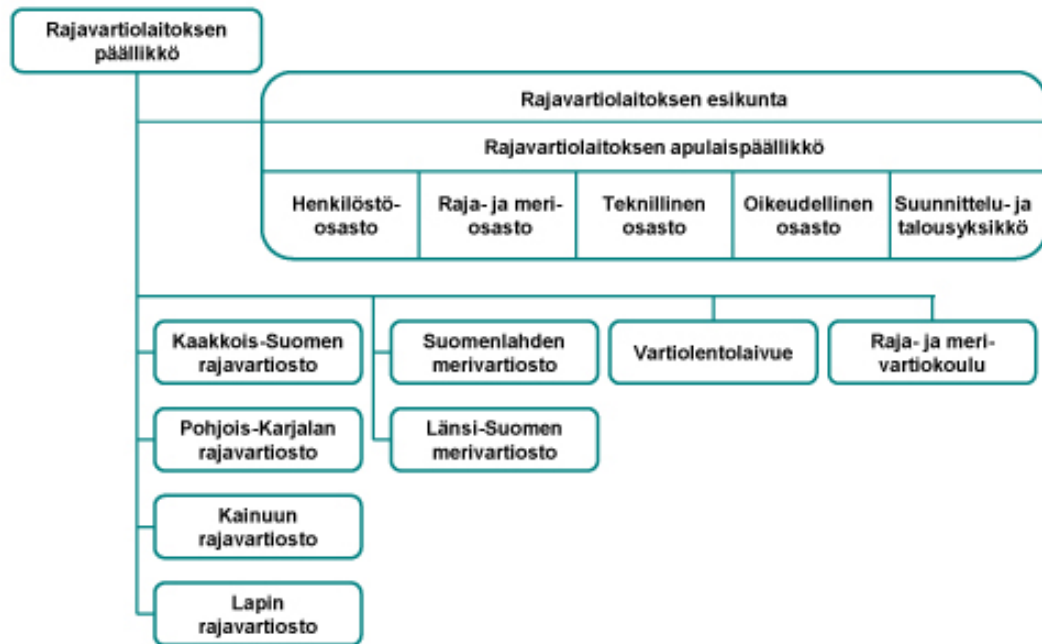 Rajavartiolaitoksen
päällikkö
Rajavartiolaitoksen esikunta
Rajavartiolaitoksen apulaispäällikkö
Henkilöstö-
osasto
Raja- ja meri-
osasto
Teknillinen
osasto
Oikeudellinen
osasto
Suunnittelu- ja
talousyksikkö
Kaakkois-Suomen
rajavartiosto
Suomenlahden
merivartiosto
Vartiolentolaivue
Raja- ja meri-
vartiokoulu
Pohjois-Karjalan
rajavartiosto
Länsi-Suomen
merivartiosto
Kainuun
rajavartiosto
Lapin
rajavartiosto